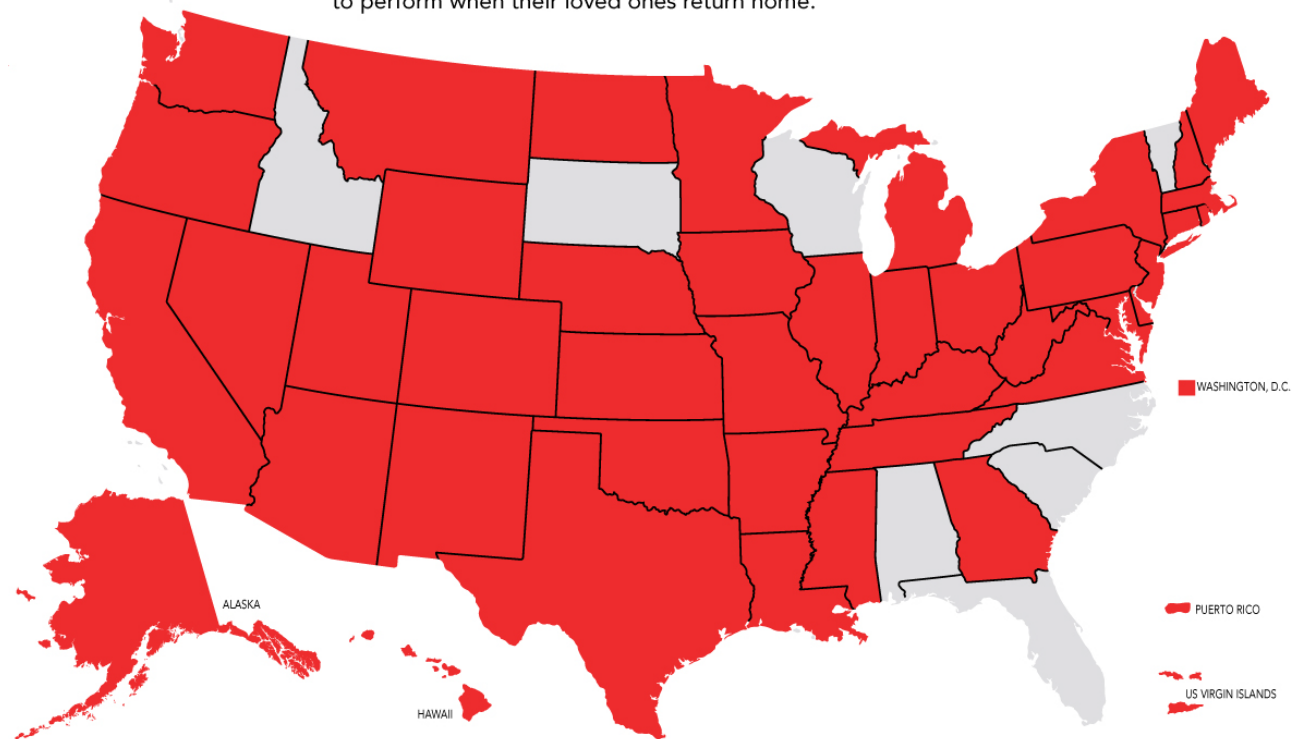 to perform when their loved ones return home.
WASHINGTON, D.C.
ALASKA
PUERTO RICO
US VIRGIN ISLANDS
HAWAII